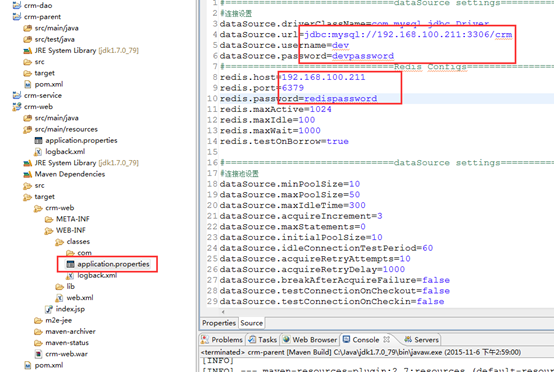 crm-dao
crm-parent
src/main/java
src/test/java
JRE System Library [jdk1.7.0_79]
src
target
pom.xml
crm-service
crm-web
src/main/java
src/main/resources
application.properties
logback.xml
JRE System Library [jdk1.7.0_79]
Maven Dependencies
src
target
crm-web
META-INF
WEB-INF
classes
com
application.properties
logback.xml
lib
web.xml
index.jsp
m2e-jee
maven-archiver
maven-status
crm-web.war
pom.xml
1 #====================dataSource settings====================
2 #连接设置
3 dataSource.driverClassName=com.mysql.jdbc.Driver
4 dataSource.url=jdbc:mysql://192.168.100.211:3306/crm
5 dataSource.username=dev
6 dataSource.password=devpassword
7 #====================Redis Configs====================
8 redis.host=192.168.100.211
9 redis.port=6379
10 redis.password=redispassword
11 redis.maxActive=1024
12 redis.maxIdle=100
13 redis.maxWait=1000
14 redis.testOnBorrow=true
15
16 #====================dataSource settings====================
17 #连接池设置
18 dataSource.minPoolSize=10
19 dataSource.maxPoolSize=50
20 dataSource.maxIdleTime=300
21 dataSource.acquireIncrement=3
22 dataSource.maxStatements=0
23 dataSource.initialPoolSize=10
24 dataSource.idleConnectionTestPeriod=60
25 dataSource.acquireRetryAttempts=10
26 dataSource.acquireRetryDelay=1000
27 dataSource.breakAfterAcquireFailure=false
28 dataSource.testConnectionOnCheckout=false
29 dataSource.testConnectionOnCheckin=false
Properties Source
Problems Tasks Web Browser Console Servers
<terminated> crm-parent [Maven Build] C:\Java\jdk1.7.0_79\bin\javaw.exe (2015-11-6 下午2:59:00)
[INFO]
[INFO] --- maven-resources-plugin:2.7:resources (default-resource